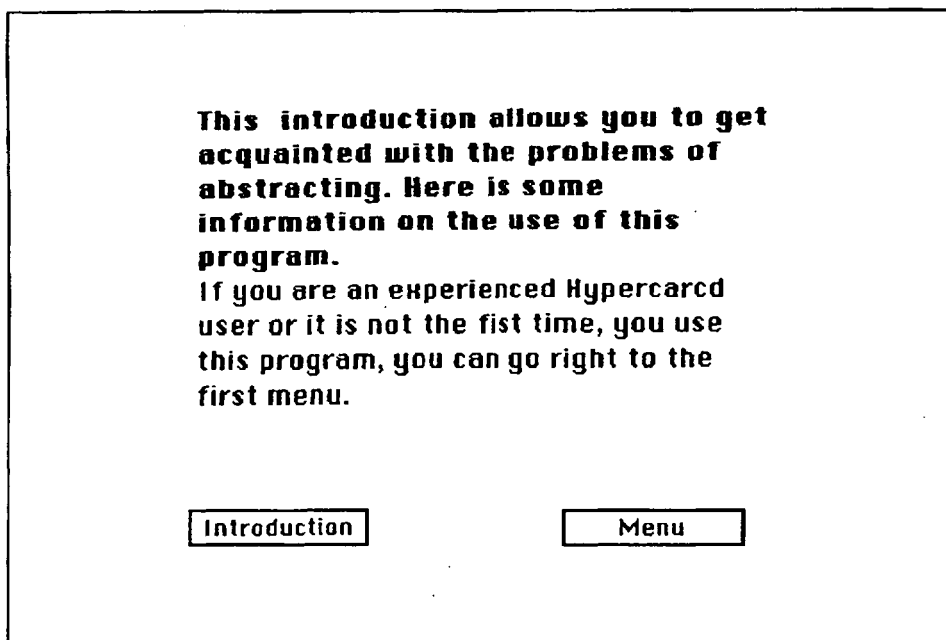 This introduction allows you to get
acquainted with the problems of
abstracting. Here is some
information on the use of this
program.
If you are an experienced Hypercarcd
user or it is not the fist time, you use
this program, you can go right to the
first menu.
Introduction Menu